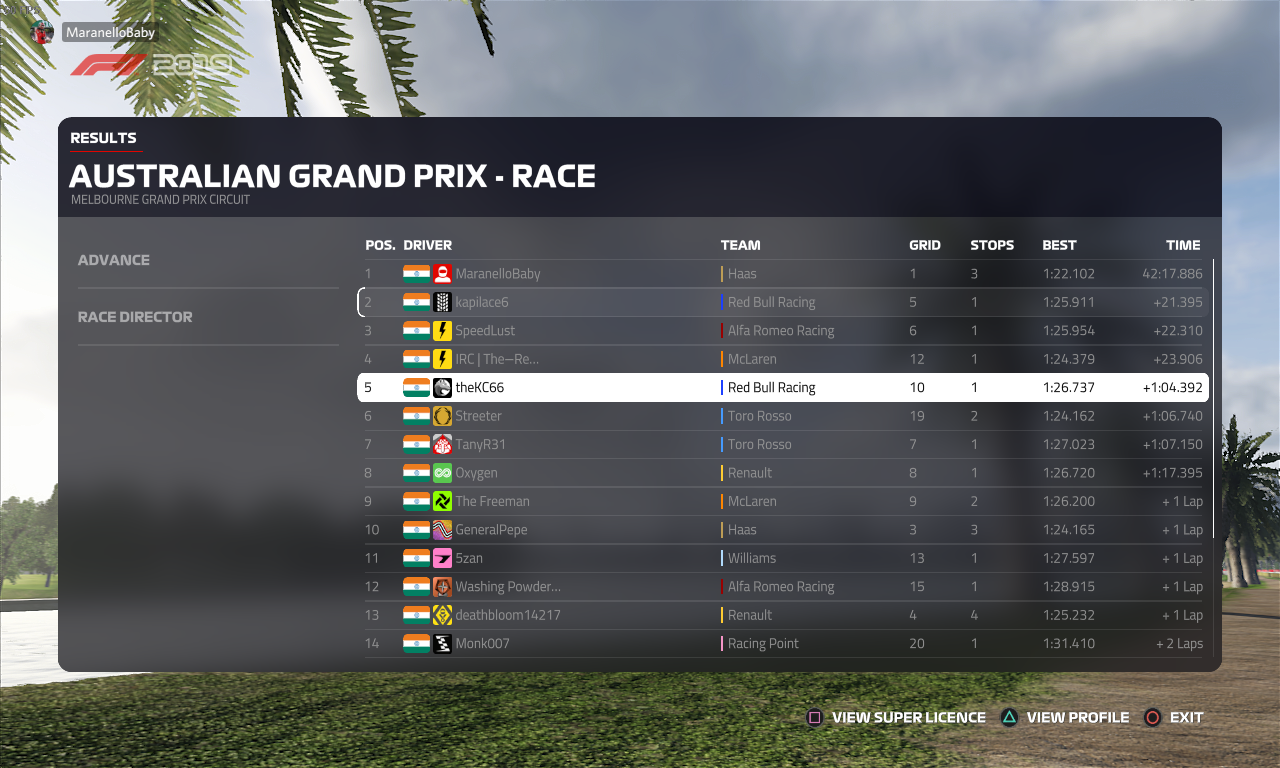 MaranelloBaby
F1 2019
RESULTS
AUSTRALIAN GRAND PRIX - RACE
MELBOURNE GRAND PRIX CIRCUIT
ADVANCE
RACE DIRECTOR
POS. DRIVER TEAM GRID STOPS BEST TIME
1 MaranelloBaby Haas 1 3 1:22.102 42:17.886
2 kapilace6 Red Bull Racing 5 1 1:25.911 +21.395
3 SpeedLust Alfa Romeo Racing 6 1 1:25.954 +22.310
4 IRC | The—Re... McLaren 12 1 1:24.379 +23.906
5 theKC66 Red Bull Racing 10 1 1:26.737 +1:04.392
6 Streeter Toro Rosso 19 2 1:24.162 +1:06.740
7 TanyR31 Toro Rosso 7 1 1:27.023 +1:07.150
8 Oxygen Renault 8 1 1:26.720 +1:17.395
9 The Freeman McLaren 9 2 1:26.200 + 1 Lap
10 GeneralPepe Haas 3 3 1:24.165 + 1 Lap
11 5zan Williams 13 1 1:27.597 + 1 Lap
12 Washing Powder... Alfa Romeo Racing 15 1 1:28.915 + 1 Lap
13 deathbloom14217 Renault 4 4 1:25.232 + 1 Lap
14 Monk007 Racing Point 20 1 1:31.410 + 2 Laps
VIEW SUPER LICENCE VIEW PROFILE EXIT